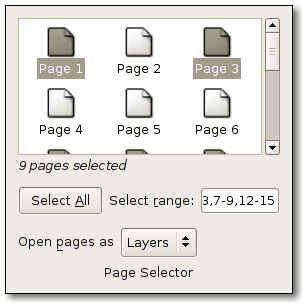 Page 1 Page 2 Page 3
Page 4 Page 5 Page 6
9 pages selected
Select All Select range: 3,7-9,12-15
Open pages as Layers
Page Selector